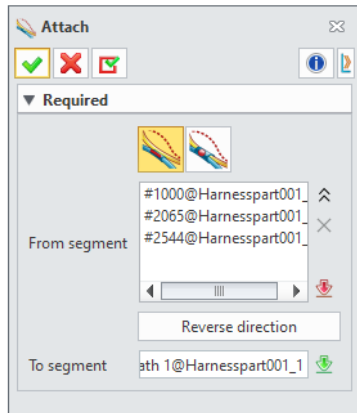 Attach
Required
#1000@Harnesspart001_
#2065@Harnesspart001_
#2544@Harnesspart001_
From segment
Reverse direction
To segment
ath 1@Harnesspart001_1